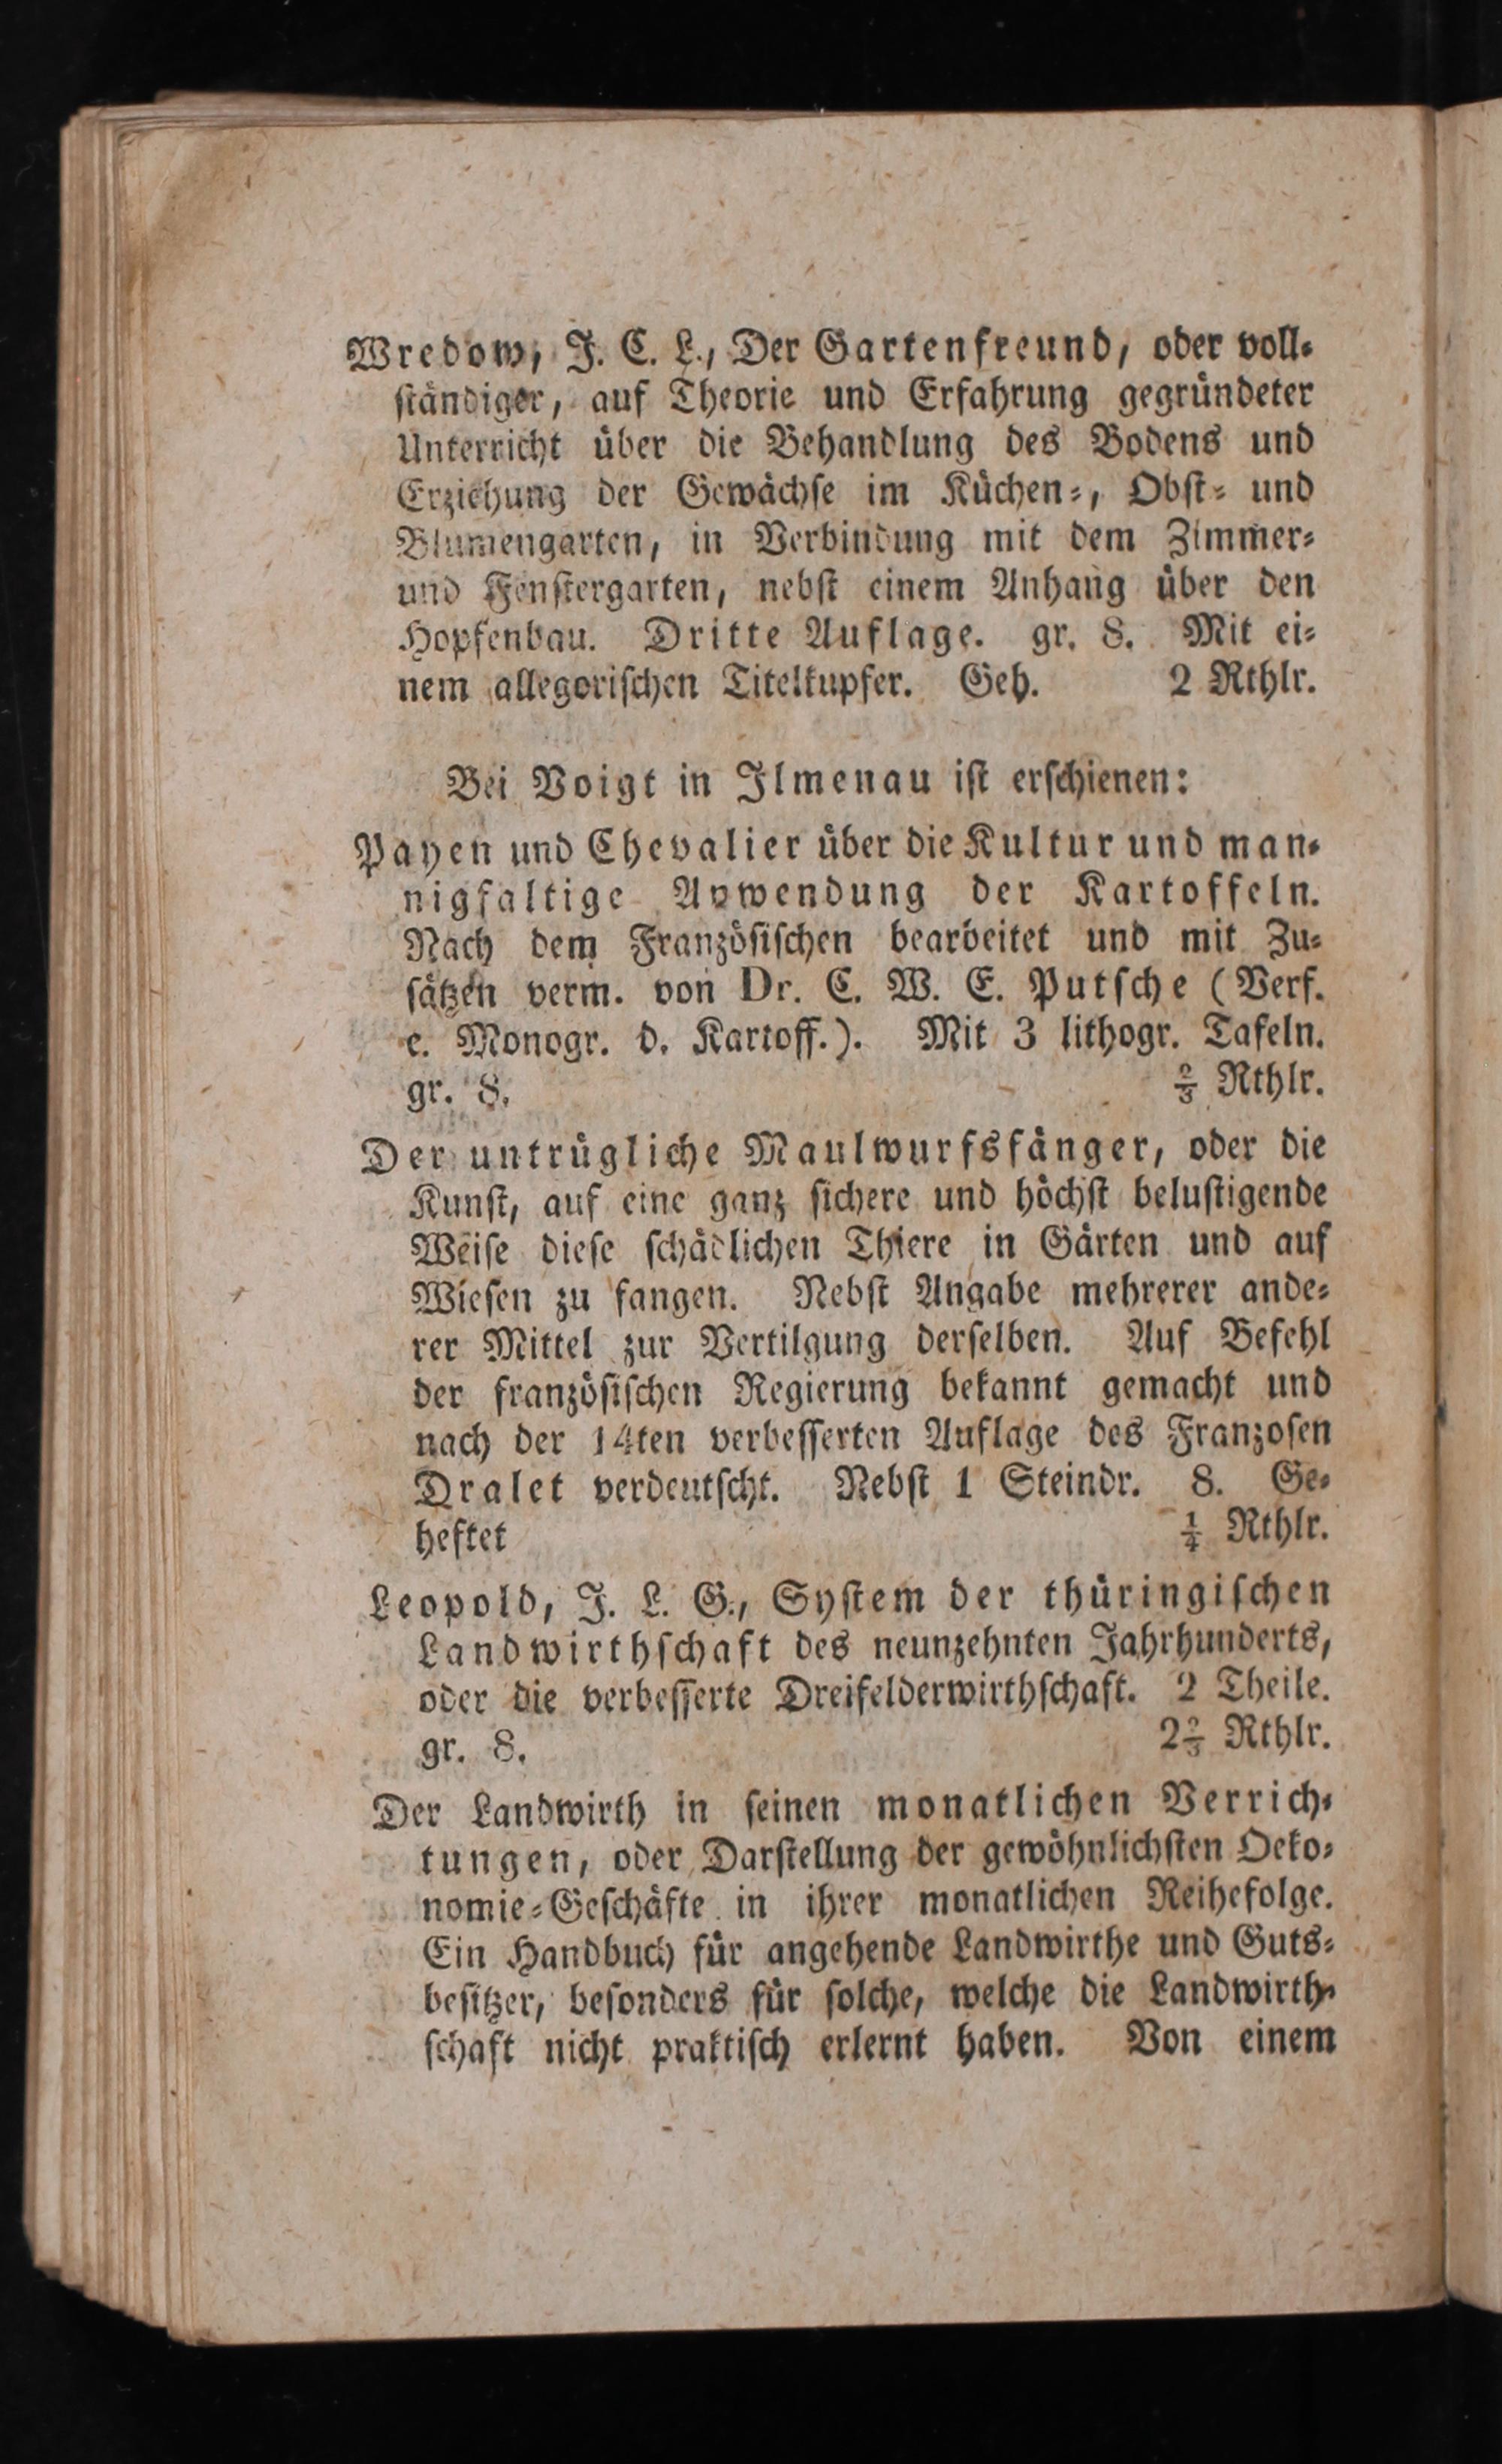 Wredow, J. C. L., Der Gartenfreund, oder voll⸗
ſtändiger, auf Theorie und Erfahrung gegründeter
Unterricht über die Behandlung des Bodens und
Erziehung der Gewächſe im Küchen⸗, Obſt⸗ und
Blumengarten, in Verbindung mit dem Zimmer⸗
und Fenſtergarten, nebſt einem Anhang über den
Hopfenbau. Dritte Auflage. gr. 8. Mit ei⸗
nem allegoriſchen Titelkupfer. Geh. 2 Rthlr.
Bei Voigt in Ilmenau iſt erſchienen:
Payen und Chevalier über die Kultur und man⸗
nigfaltige Anwendung der Kartoffeln.
Nach dem Franzöſiſchen bearbeitet und mit Zu⸗
ſätzen verm. von Dr. C. W. E. Putſche (Verf.
e. Monogr. d. Kartoff.). Mit 3 lithogr. Tafeln.
gr. 8. ⅔ Rthlr.
Der untrügliche Maulwurfsfänger, oder die
Kunſt, auf eine ganz ſichere und höchſt beluſtigende
Weiſe dieſe ſchädlichen Thiere in Gärten und auf
Wieſen zu fangen. Nebſt Angabe mehrerer ande⸗
rer Mittel zur Vertilgung derſelben. Auf Befehl
der franzöſiſchen Regierung bekannt gemacht und
nach der 14ten verbeſſerten Auflage des Franzoſen
Dralet verdeutſcht. Nebſt 1 Steindr. 8. Ge⸗
heftet ¼ Rthlr.
Leopold, J. L. G., Syſtem der thüringiſchen
Landwirthſchaft des neunzehnten Jahrhunderts,
oder die verbeſſerte Dreifelderwirthſchaft. 2 Theile.
gr. 8. 2⅔ Rthlr.
Der Landwirth in ſeinen monatlichen Verrich⸗
tungen, oder Darſtellung der gewöhnlichſten Oeko⸗
nomie⸗Geſchäfte in ihrer monatlichen Reihefolge.
Ein Handbuch für angehende Landwirthe und Guts⸗
beſitzer, beſonders für ſolche, welche die Landwirth⸗
ſchaft nicht praktiſch erlernt haben. Von einem